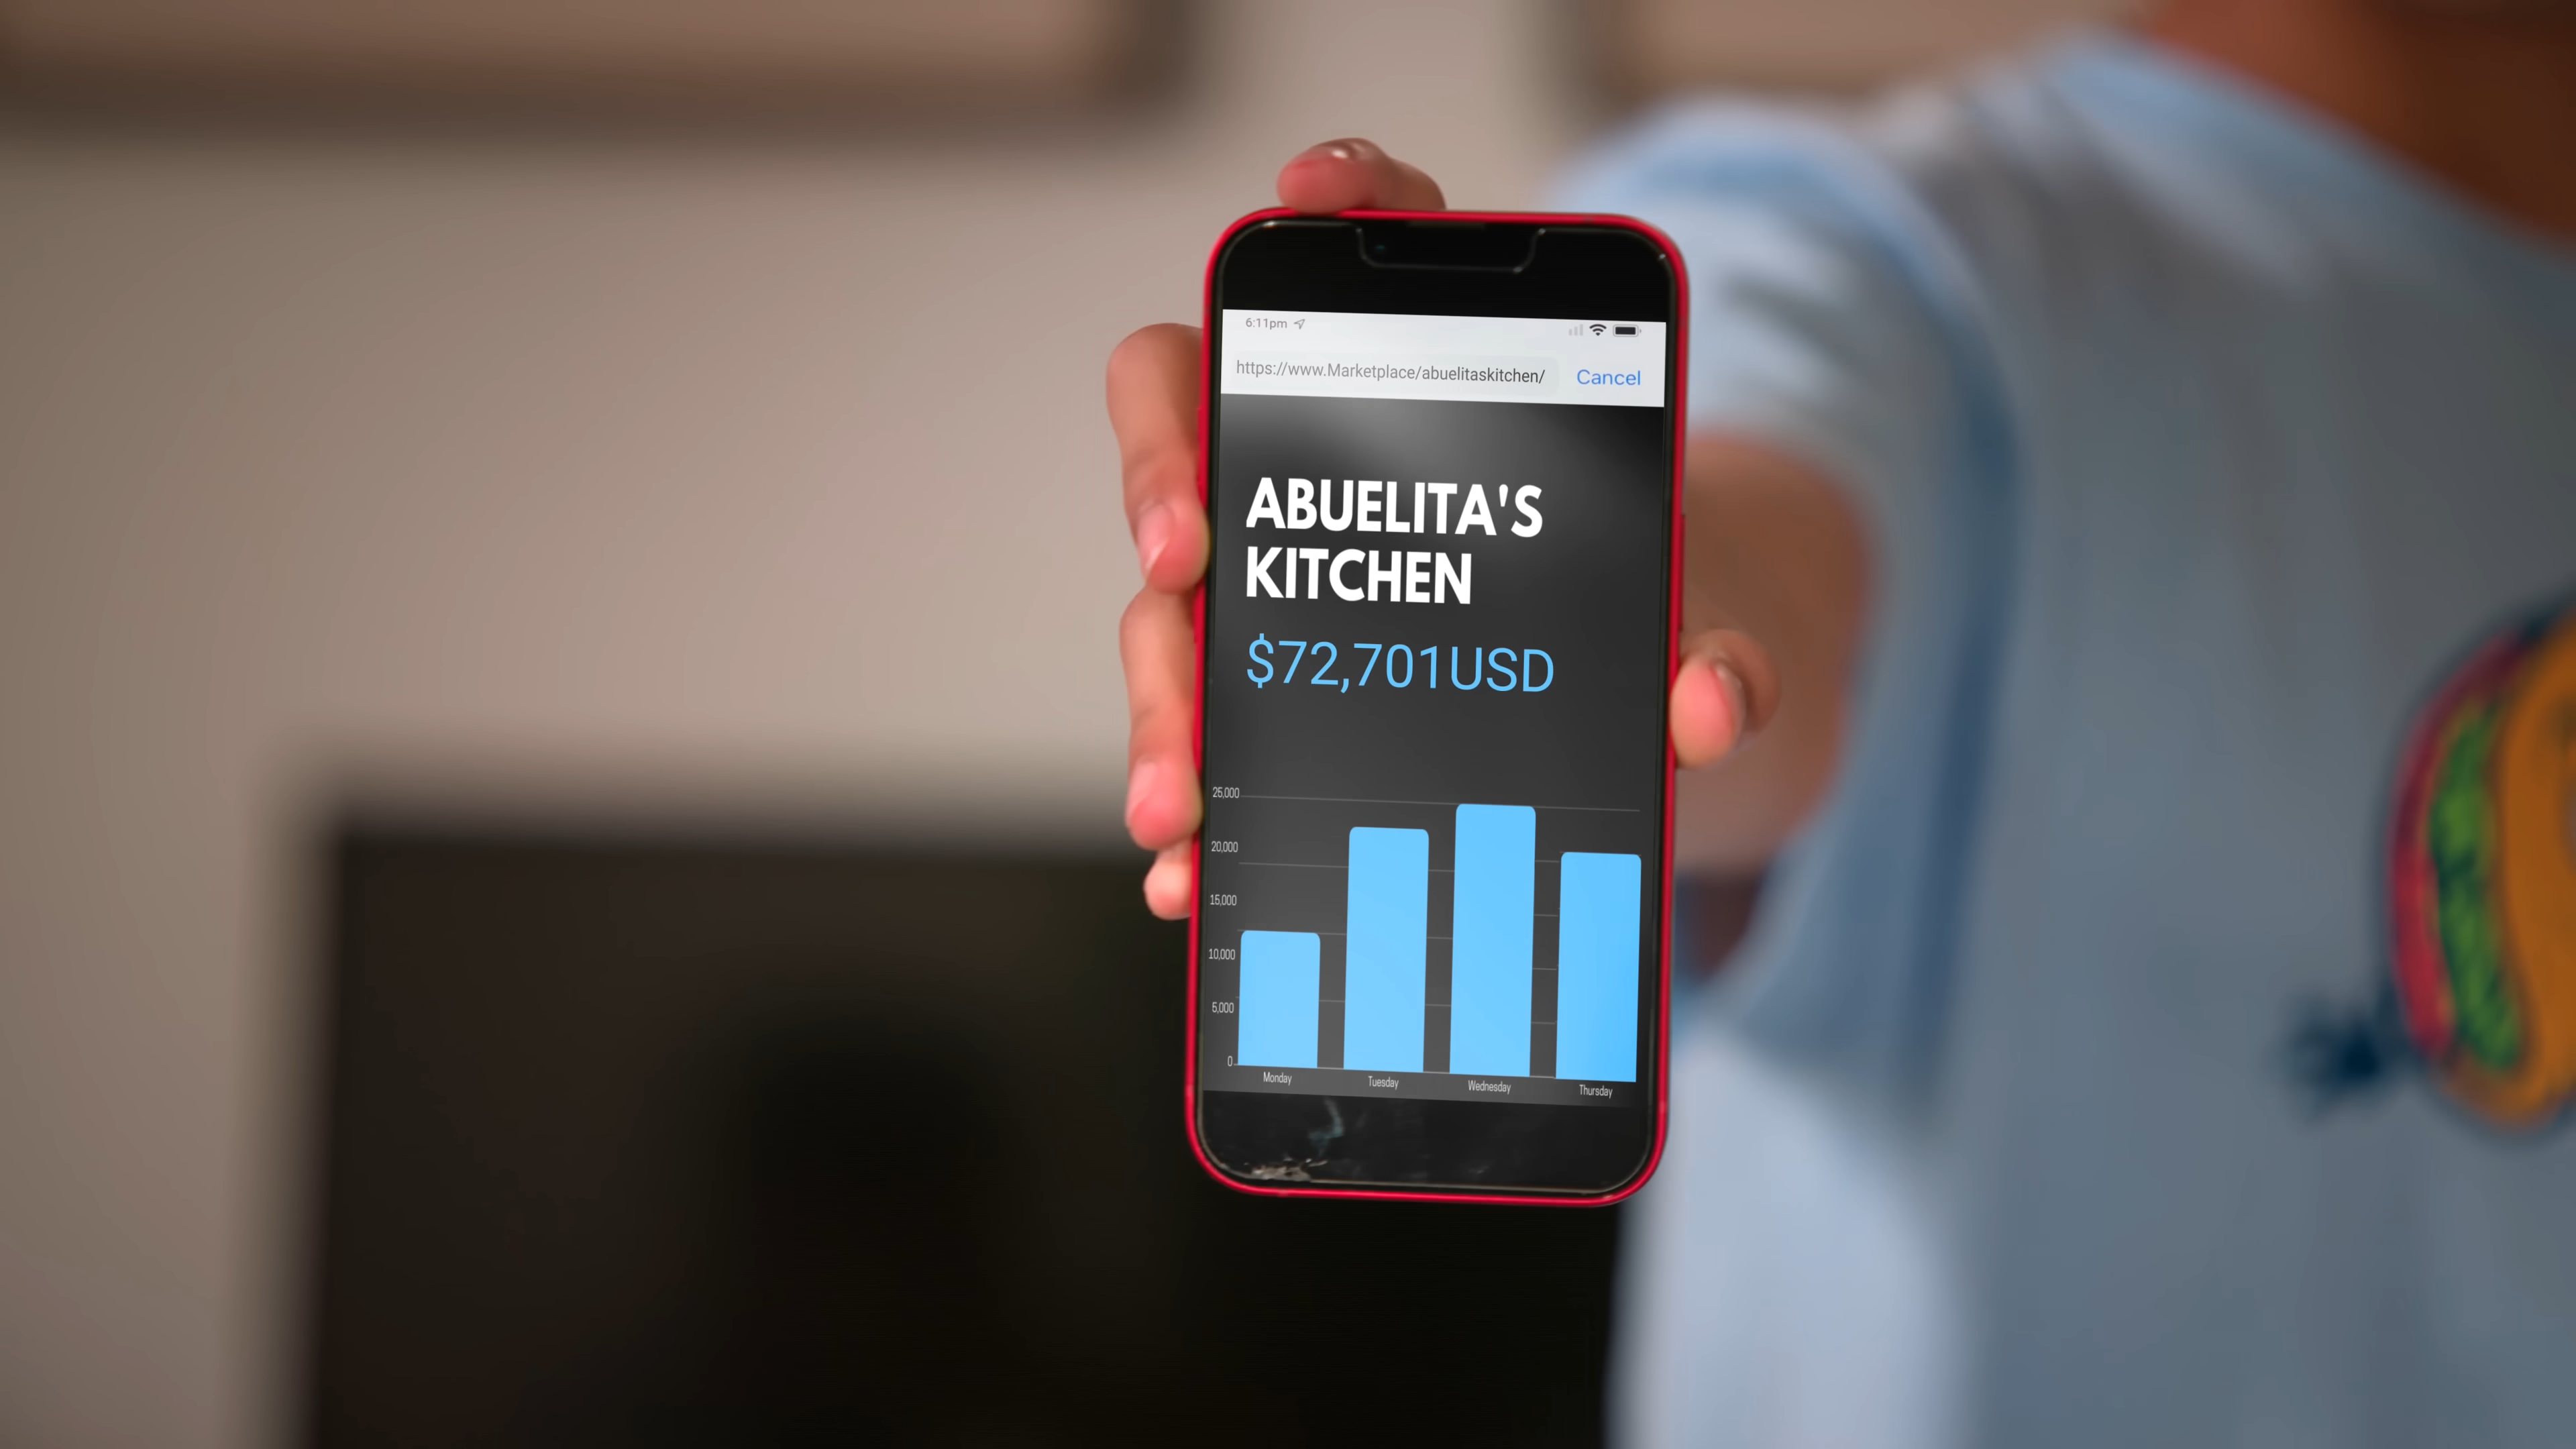 6:11pm
https://www.Marketplace/abuelitaskitchen/ Cancel
ABUELITA'S
KITCHEN
$72,701USD
25,000
20,000
15,000
10,000
5,000
0
Monday Tuesday Wednesday Thursday